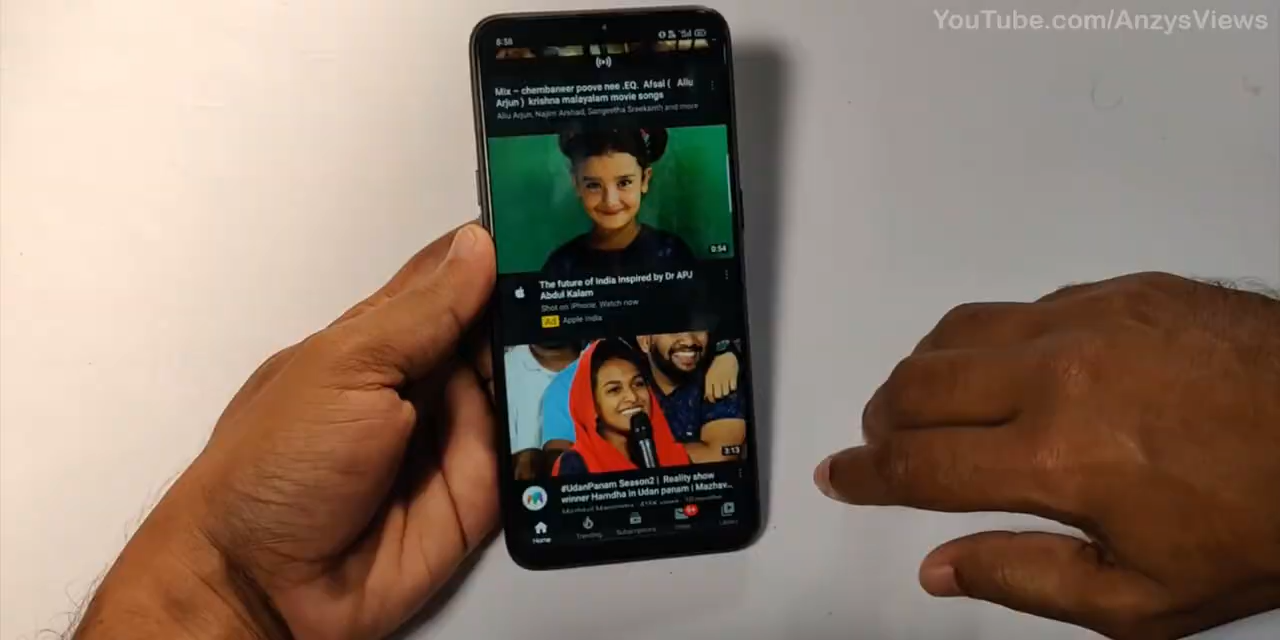 YouTube.com/AnzysViews
8:38
Mix – chembaneer poove nee .EQ. Afsal ( Allu
Arjun ) krishna malayalam movie songs
Allu Arjun, Najim Arshad, Sangeetha Sreekanth and more
0:54
The future of India inspired by Dr APJ
Abdul Kalam
Shot on iPhone. Watch now
Ad Apple India
3:13
#UdanPanam Season2 | Reality show
winner Hamdha in Udan panam | Mazhav...
Home Trending Subscriptions 9+ Library